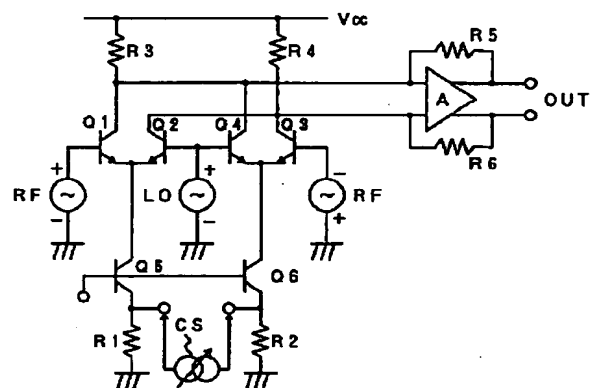 Vcc
R3
R4
R5
A
OUT
R6
Q1
Q2
Q4
Q3
+
+
-
RF
-
LO
-
RF
+
Q5
Q6
R1
CS
R2